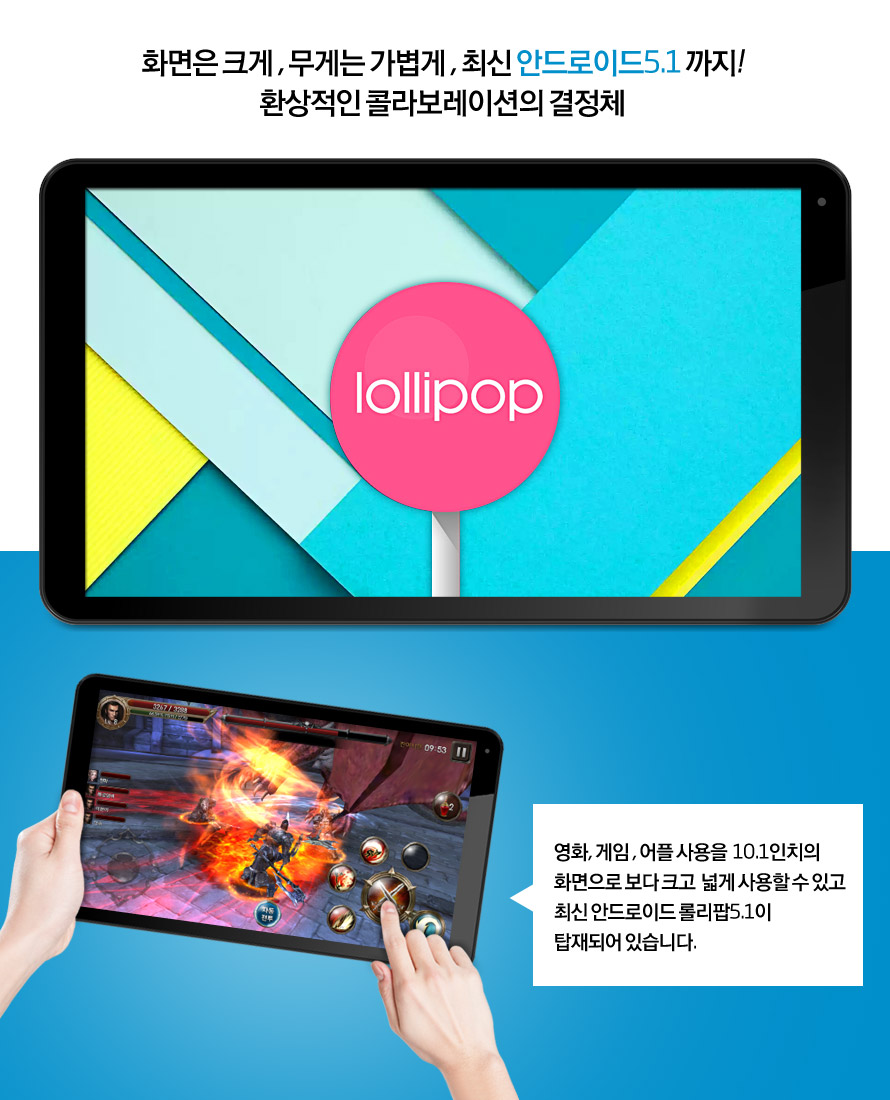 화면은 크게, 무게는 가볍게, 최신 안드로이드5.1 까지!
환상적인 콜라보레이션의 결정체
lollipop
3267 / 3288
09:53
자동
전투
영화, 게임, 어플 사용을 10.1인치의
화면으로 보다 크고 넓게 사용할 수 있고
최신 안드로이드 롤리팝5.1이
탑재되어 있습니다.